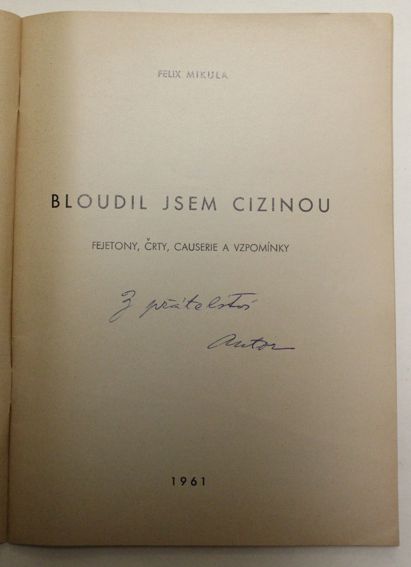 FELIX MIKULA
BLOUDIL JSEM CIZINOU
FEJETONY, ČRTY, CAUSERIE A VZPOMÍNKY
Z přátelství
Autor
1961